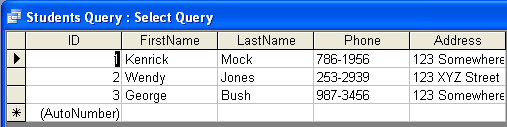 Students Query : Select Query
ID FirstName LastName Phone Address
1 Kenrick Mock 786-1956 123 Somewhere
2 Wendy Jones 253-2939 123 XYZ Street
3 George Bush 987-3456 123 Somewhere
(AutoNumber)